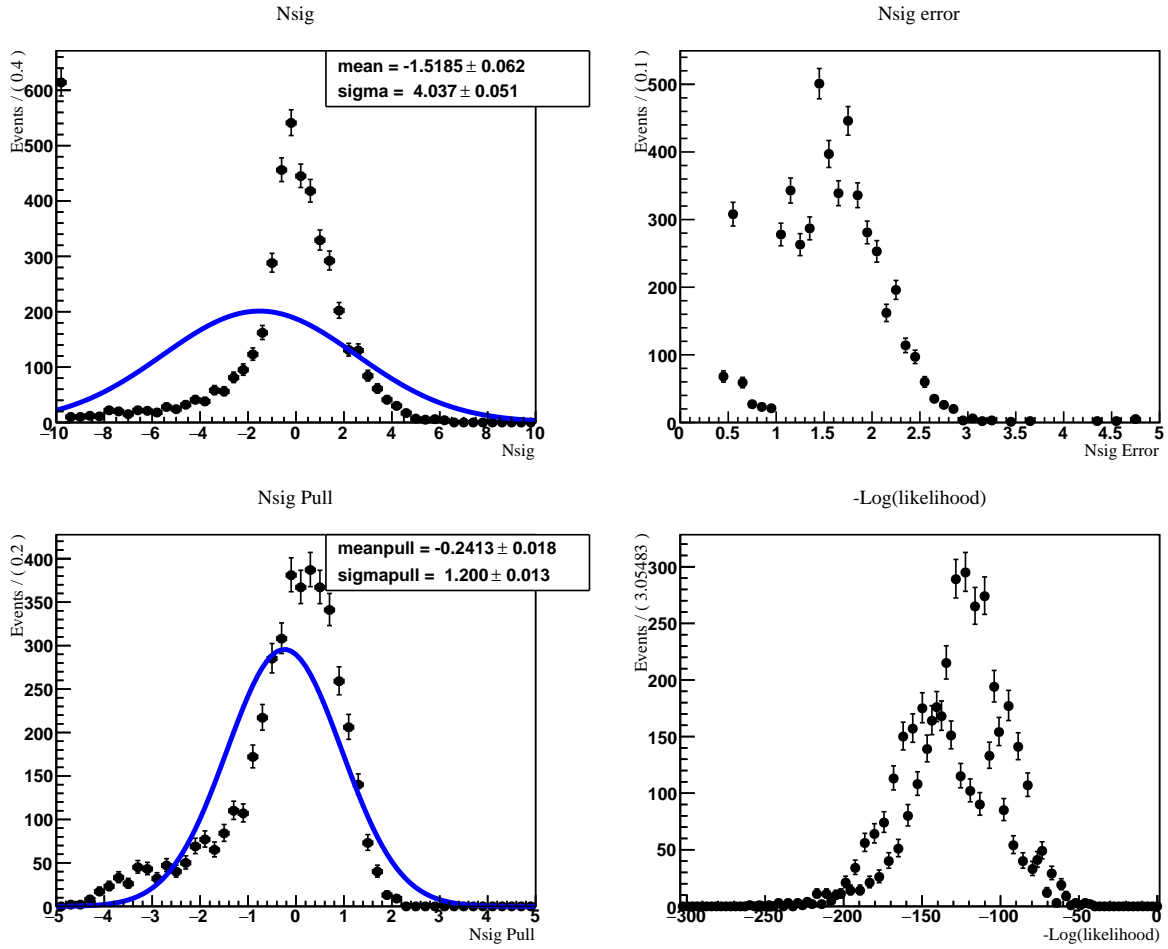 Nsig
Events / ( 0.4 )
mean = -1.5185 ± 0.062
sigma = 4.037 ± 0.051
600
500
400
300
200
100
0
−10 −8 −6 −4 −2 0 2 4 6 8 10
Nsig
Nsig error
Events / ( 0.1 )
500
400
300
200
100
0
0 0.5 1 1.5 2 2.5 3 3.5 4 4.5 5
Nsig Error
Nsig Pull
Events / ( 0.2 )
meanpull = -0.2413 ± 0.018
sigmapull = 1.200 ± 0.013
400
350
300
250
200
150
100
50
0
−5 −4 −3 −2 −1 0 1 2 3 4 5
Nsig Pull
-Log(likelihood)
Events / ( 3.05483 )
300
250
200
150
100
50
0
−300 −250 −200 −150 −100 −50 0
-Log(likelihood)